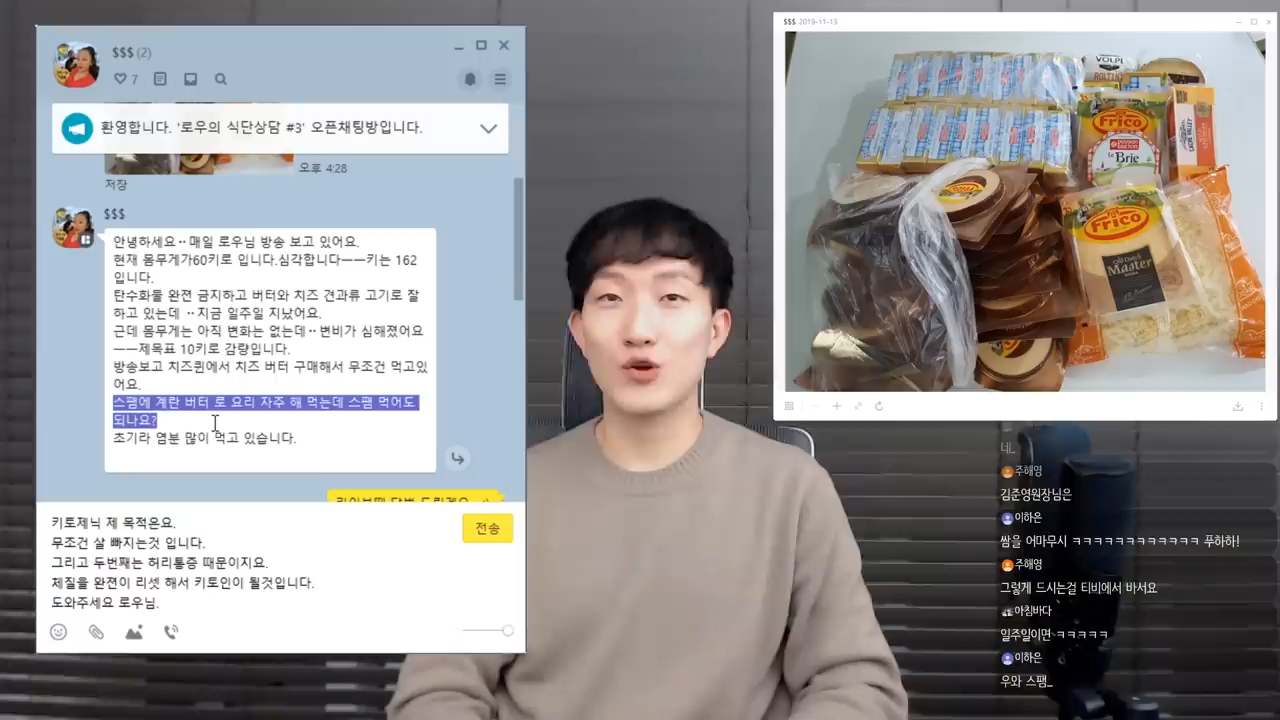 $$$ (2)
7
환영합니다. '로우의 식단상담 #3' 오픈채팅방입니다.
오후 4:28
저장
$$$
안녕하세요··매일 로우님 방송 보고 있어요.
현재 몸무게가60키로 입니다.심각합니다ㅡㅡ키는 162
입니다.
탄수화물 완젼 금지하고 버터와 치즈 견과류 고기로 잘
하고 있는데 ··지금 일주일 지났어요.
근데 몸무게는 아직 변화는 없는데··변비가 심해졌어요
ㅡㅡ제목표 10키로 감량입니다.
방송보고 치즈퀸에서 치즈 버터 구매해서 무조건 먹고있
어요.
스팸에 계란 버터 로 요리 자주 해 먹는데 스팸 먹어도
되나요?
초기라 염분 많이 먹고 있습니다.
키토제닉 제 목적은요.
무조건 살 빠지는것 입니다.
그리고 두번째는 허리통증 때문이지요.
체질을 완젼이 리셋 해서 키토인이 될것입니다.
도와주세요 로우님.
전송
$$$ 2019-11-13
VOLPI
Frico
Brie
Frico
Old Dutch
Master
네_
주해영
김준영원장님은
이하은
쌈을 어마무시 ㅋㅋㅋㅋㅋㅋㅋㅋㅋㅋㅋㅋ 푸하하!
주해영
그렇게 드시는걸 티비에서 바서요
아침바다
일주일이면 ㅋㅋㅋㅋㅋ
이하은
우와 스팸_